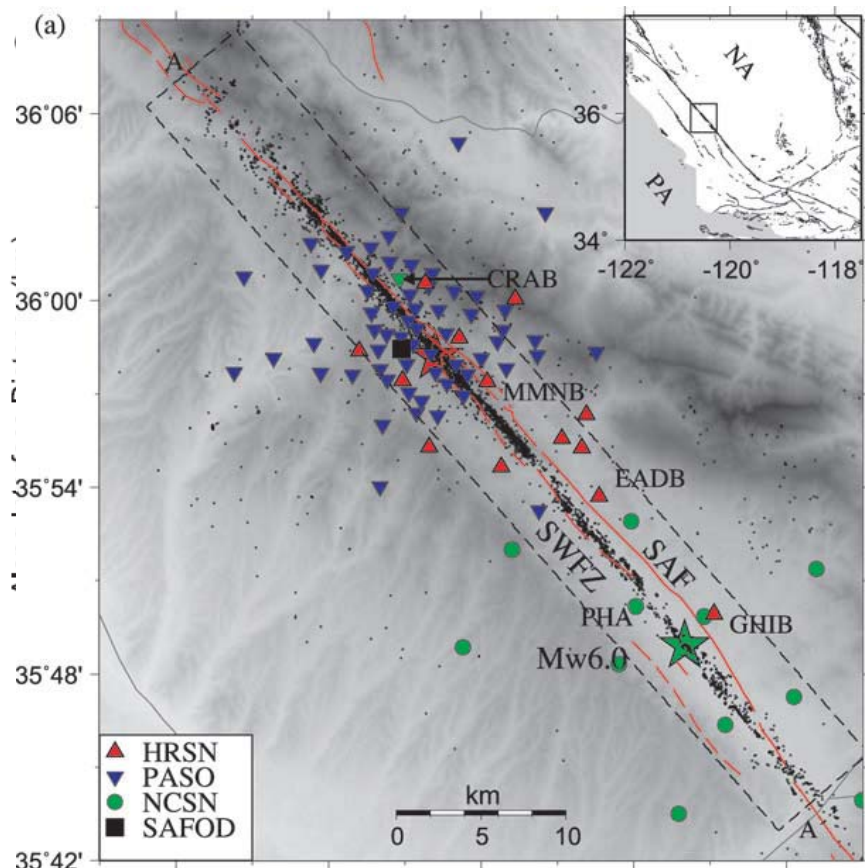 (a)
A
36°06'
36°00'
35°54'
35°48'
35°42'
NA
PA
36°
34°
-122°
-120°
-118°
CRAB
MMNB
EADB
SWFZ
SAF
PHA
GHIB
Mw6.0
A
HRSN
PASO
NCSN
SAFOD
km
0 5 10